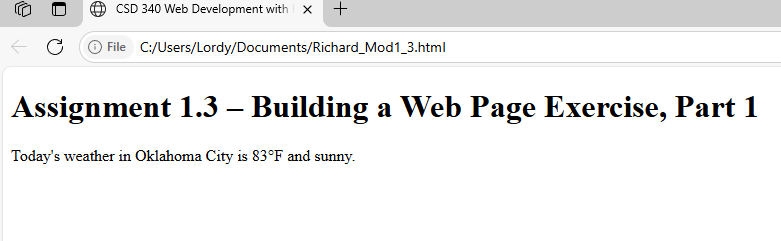 CSD 340 Web Development with
File C:/Users/Lordy/Documents/Richard_Mod1_3.html
Assignment 1.3 – Building a Web Page Exercise, Part 1
Today's weather in Oklahoma City is 83°F and sunny.